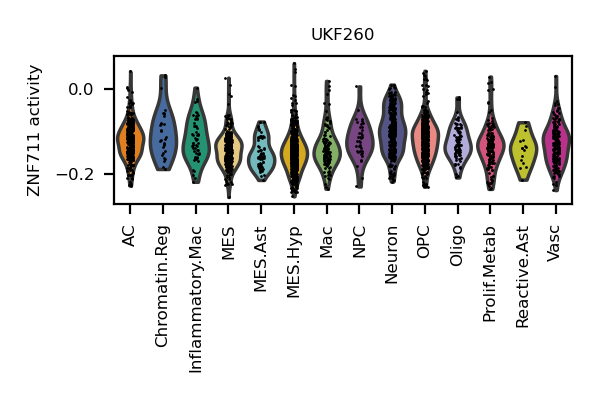 UKF260
ZNF711 activity
0.0
−0.2
AC
Chromatin.Reg
Inflammatory.Mac
MES
MES.Ast
MES.Hyp
Mac
NPC
Neuron
OPC
Oligo
Prolif.Metab
Reactive.Ast
Vasc